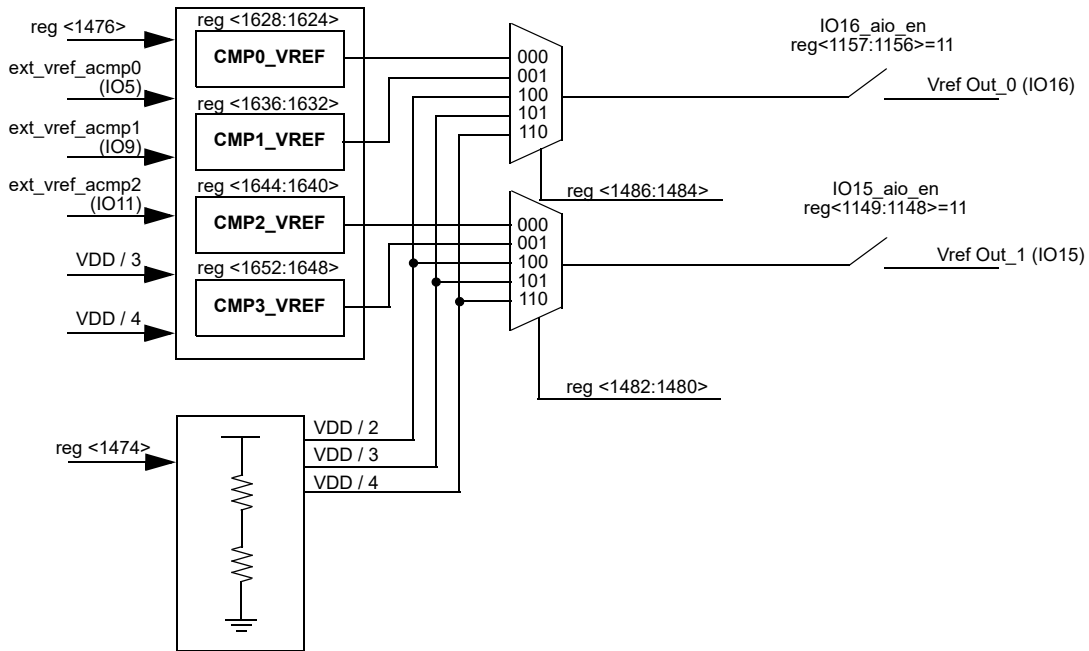 reg <1476>
ext_vref_acmp0
(IO5)
ext_vref_acmp1
(IO9)
ext_vref_acmp2
(IO11)
VDD / 3
VDD / 4
reg <1628:1624>
CMP0_VREF
reg <1636:1632>
CMP1_VREF
reg <1644:1640>
CMP2_VREF
reg <1652:1648>
CMP3_VREF
000
001
100
101
110
reg <1486:1484>
IO16_aio_en
reg<1157:1156>=11
Vref Out_0 (IO16)
000
001
100
101
110
reg <1482:1480>
IO15_aio_en
reg<1149:1148>=11
Vref Out_1 (IO15)
reg <1474>
VDD / 2
VDD / 3
VDD / 4